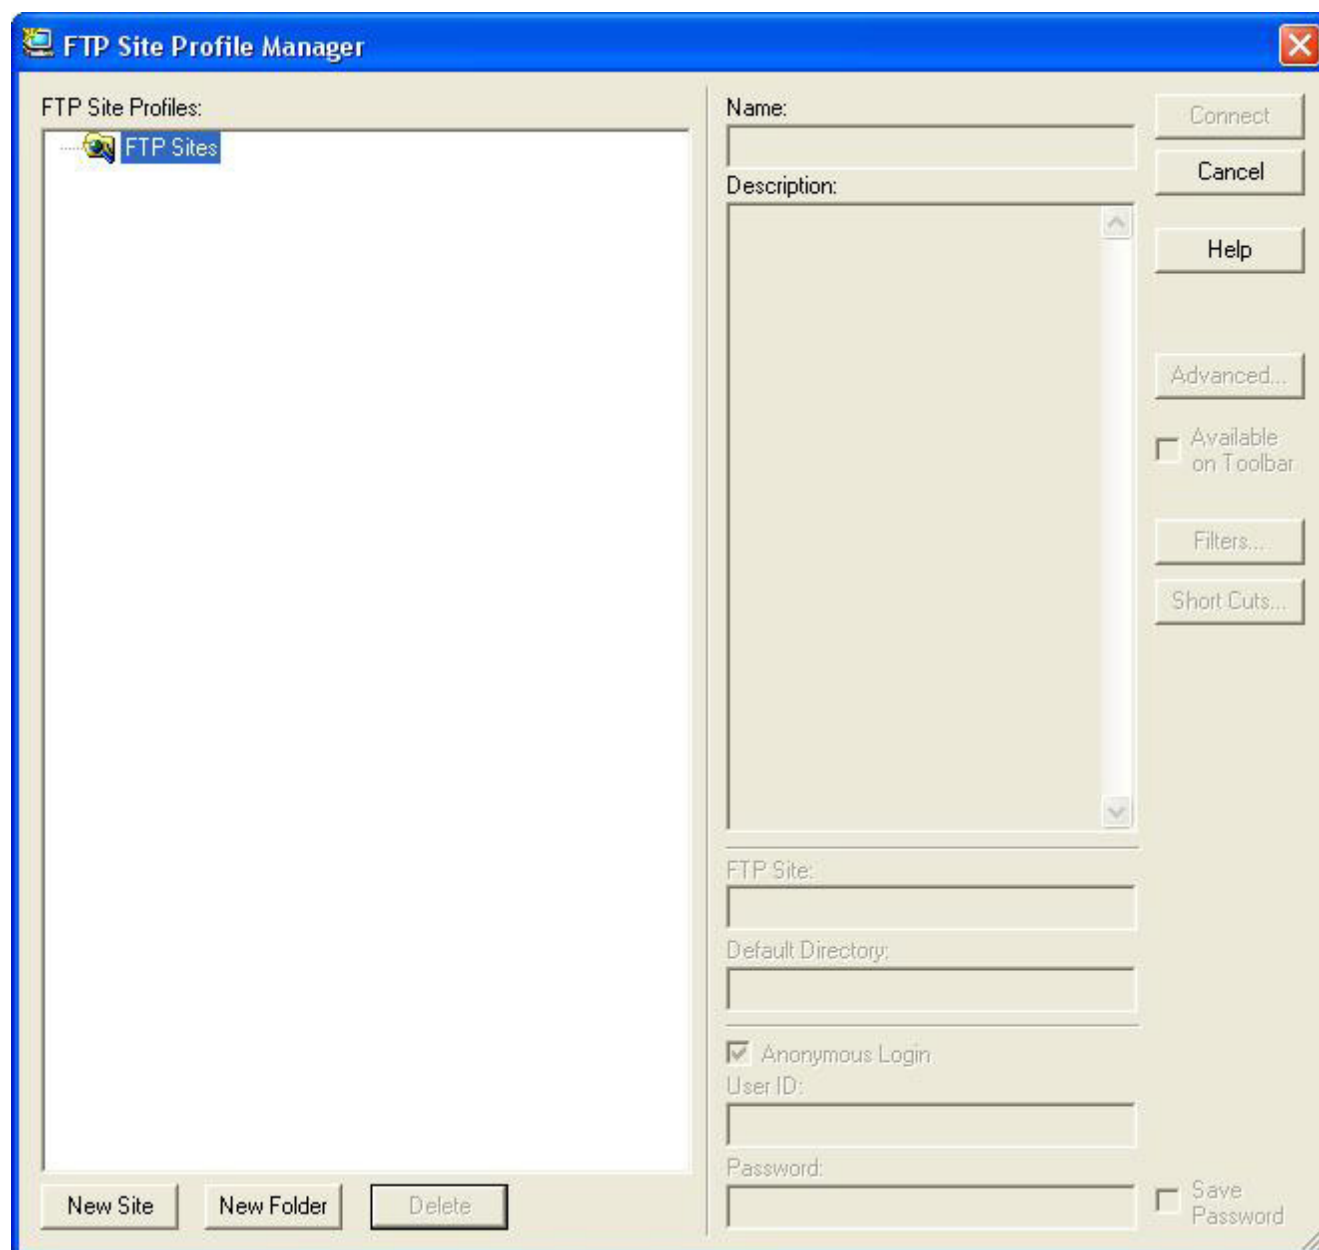 FTP Site Profile Manager
FTP Site Profiles:
FTP Sites
New Site
New Folder
Delete
Name:
Description:
FTP Site:
Default Directory:
Anonymous Login
User ID:
Password:
Connect
Cancel
Help
Advanced...
Available
on Toolbar
Filters...
Short Cuts...
Save
Password